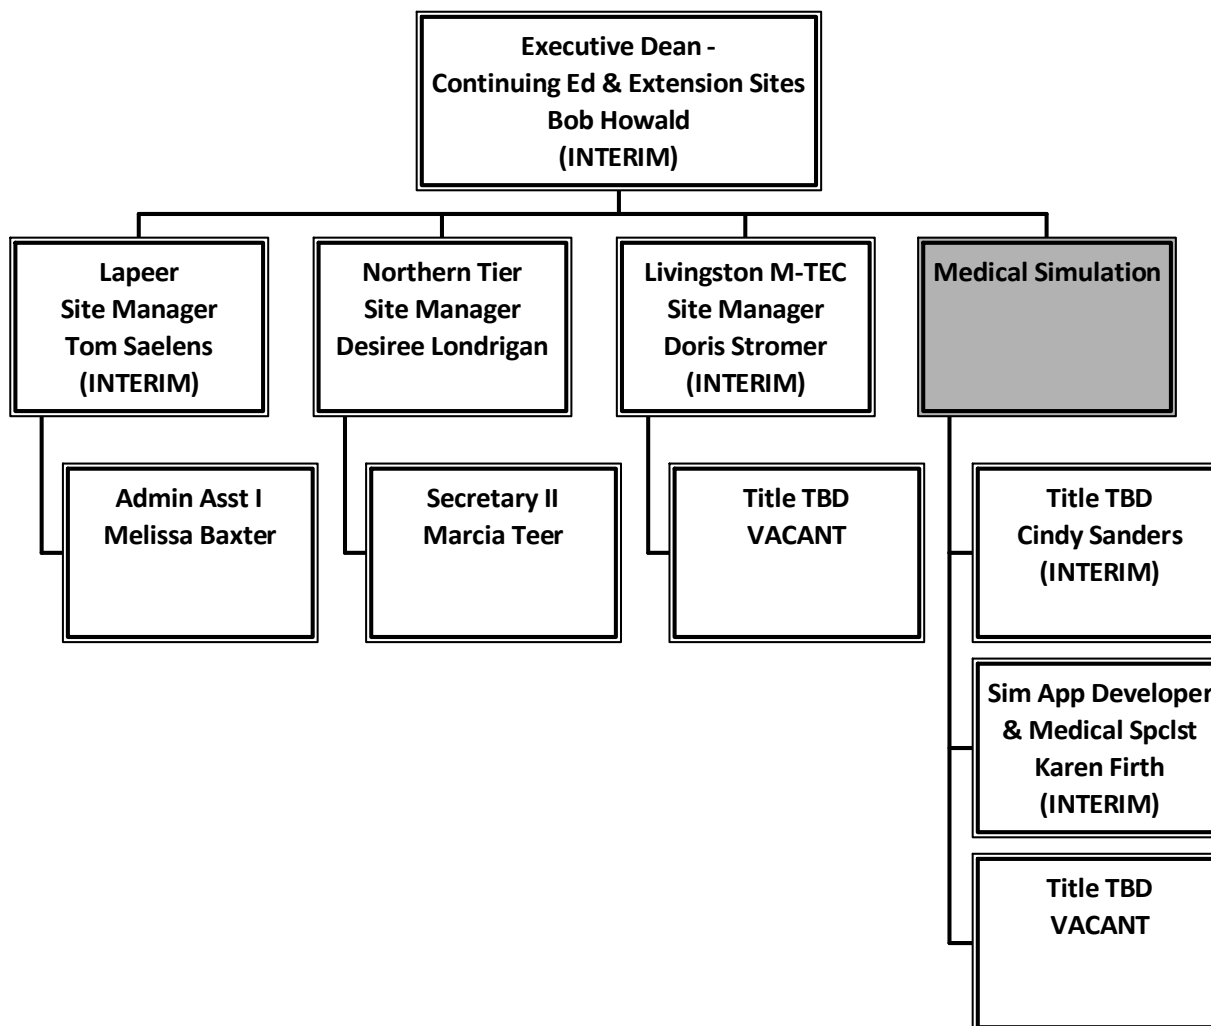 Executive Dean -
Continuing Ed & Extension Sites
Bob Howald
(INTERIM)
Lapeer
Site Manager
Tom Saelens
(INTERIM)
Northern Tier
Site Manager
Desiree Londrigan
Livingston M-TEC
Site Manager
Doris Stromer
(INTERIM)
Medical Simulation
Admin Asst I
Melissa Baxter
Secretary II
Marcia Teer
Title TBD
VACANT
Title TBD
Cindy Sanders
(INTERIM)
Sim App Developer
& Medical Spclst
Karen Firth
(INTERIM)
Title TBD
VACANT